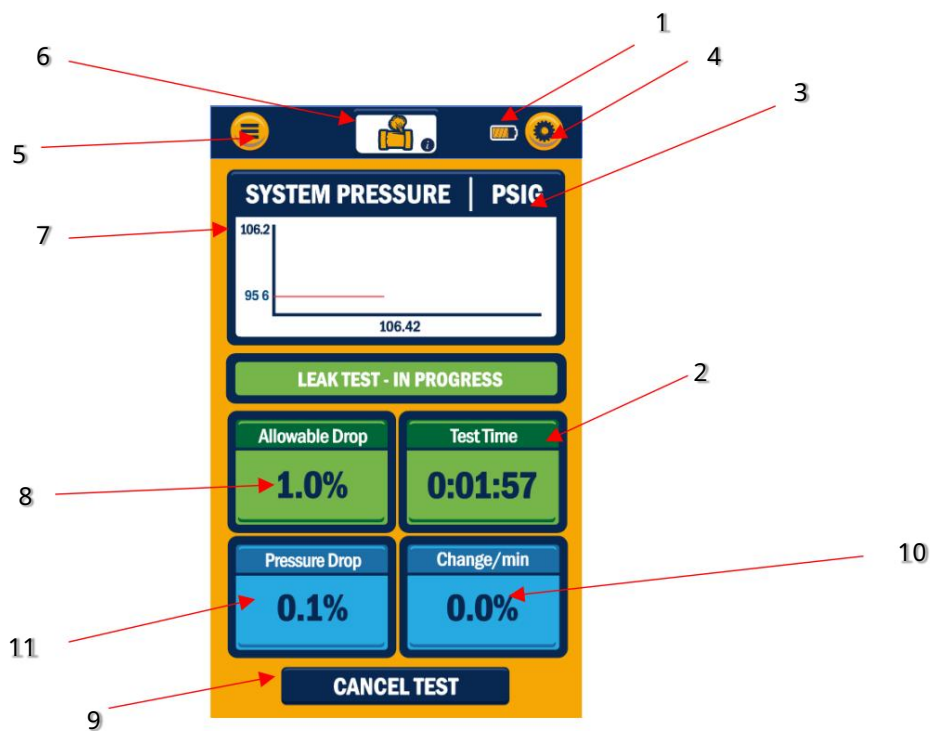 1
6
4
3
5
SYSTEM PRESSURE | PSIG
7
106.2
95 6
106.42
LEAK TEST - IN PROGRESS
2
Allowable Drop
Test Time
8
1.0%
0:01:57
Pressure Drop
Change/min
10
0.1%
0.0%
11
CANCEL TEST
9